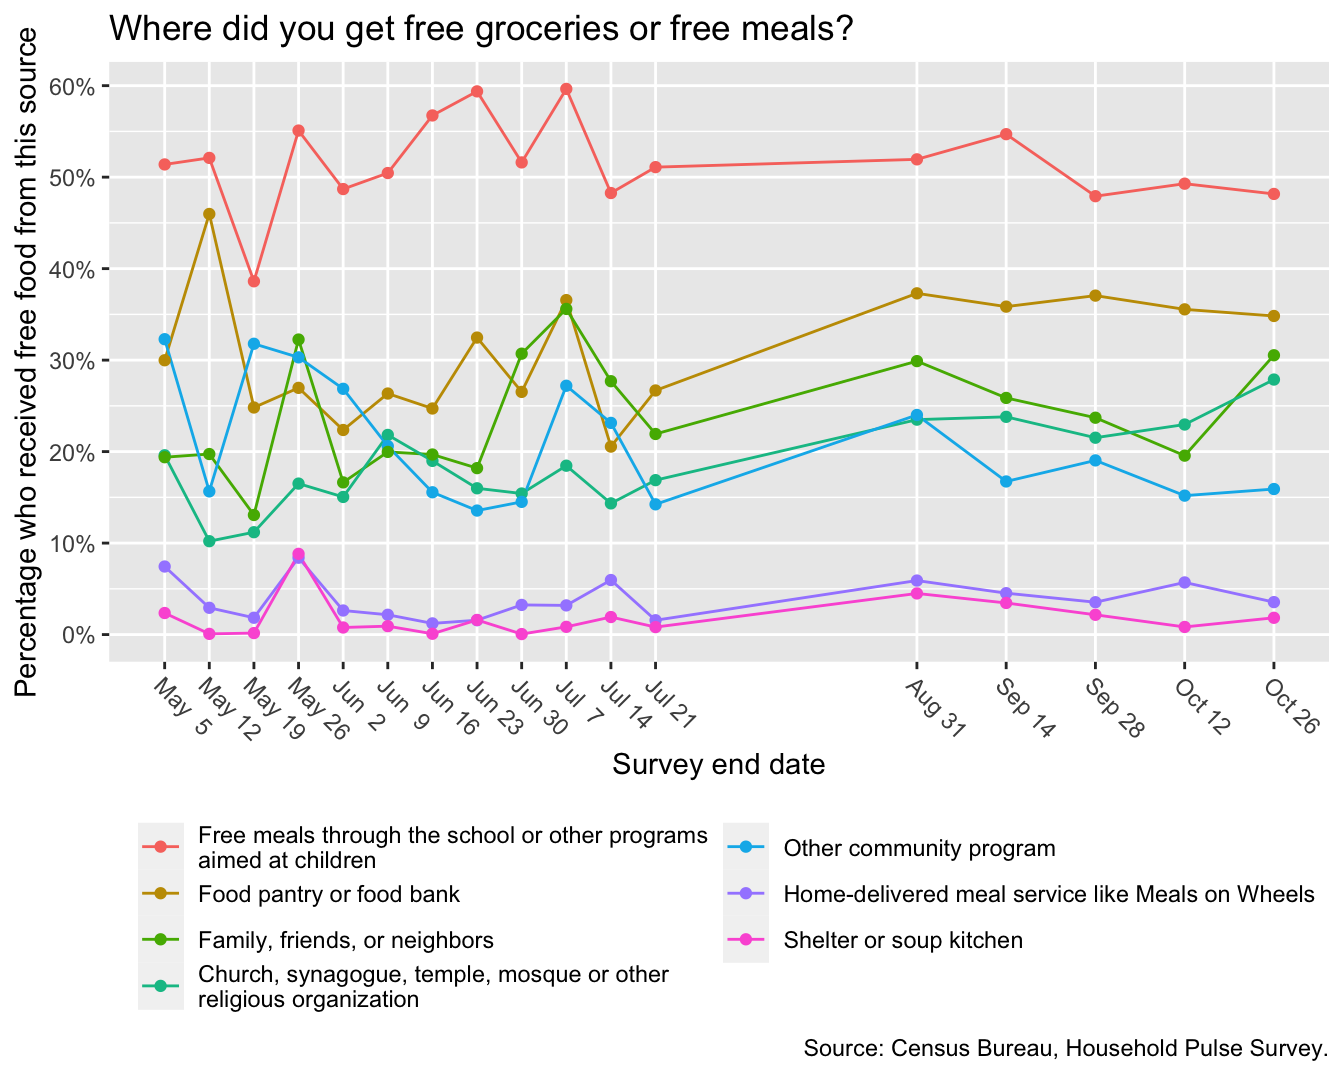 Where did you get free groceries or free meals?
Percentage who received free food from this source
60%
50%
40%
30%
20%
10%
0%
May 5
May 12
May 19
May 26
Jun 2
Jun 9
Jun 16
Jun 23
Jun 30
Jul 7
Jul 14
Jul 21
Aug 31
Sep 14
Sep 28
Oct 12
Oct 26
Survey end date
Free meals through the school or other programs
aimed at children
Food pantry or food bank
Family, friends, or neighbors
Church, synagogue, temple, mosque or other
religious organization
Other community program
Home-delivered meal service like Meals on Wheels
Shelter or soup kitchen
Source: Census Bureau, Household Pulse Survey.